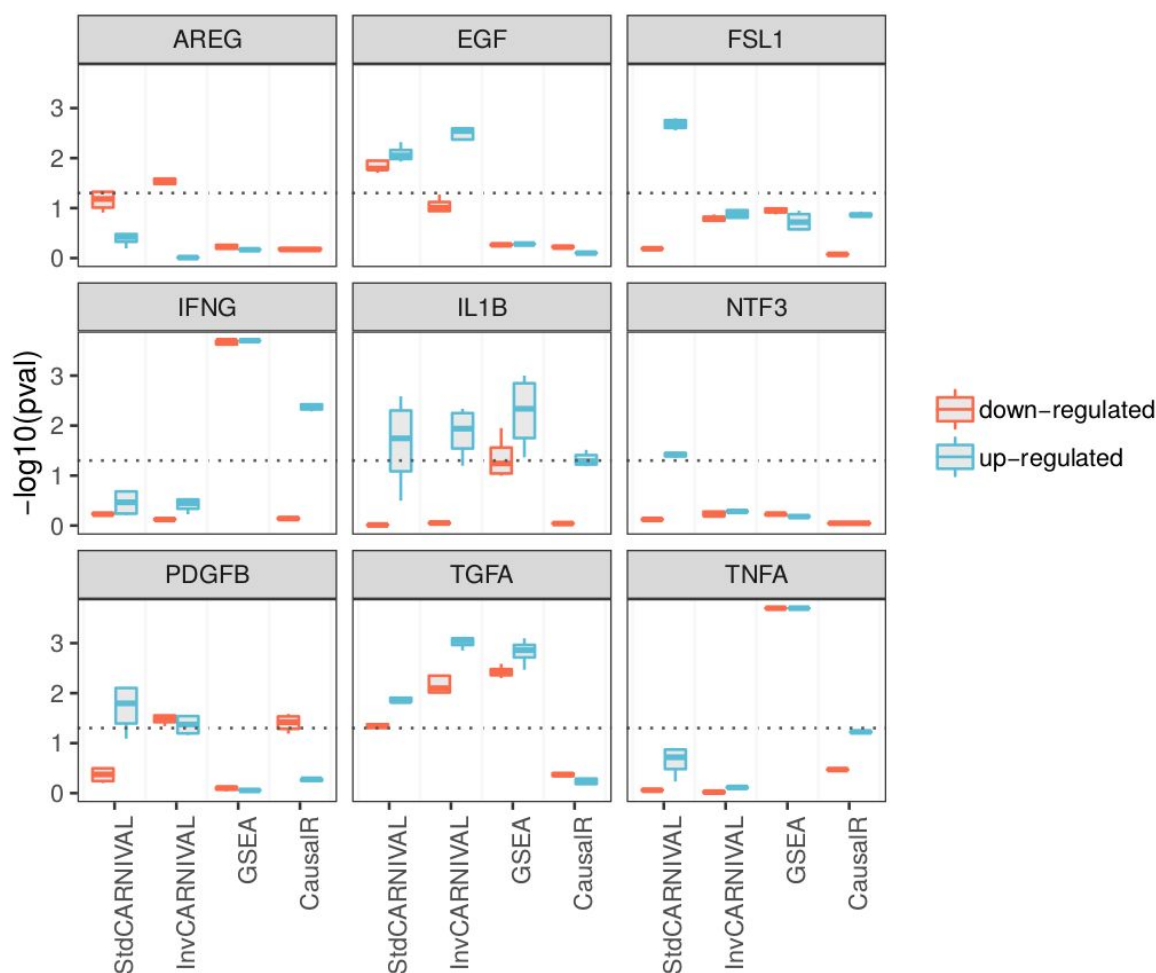 AREG EGF FSL1
3
2
1
0
IFNG IL1B NTF3
3
2
1
0
PDGFB TGFA TNFA
3
2
1
0
-log10(pval)
down-regulated
up-regulated
StdCARNIVAL InvCARNIVAL GSEA CausalR StdCARNIVAL InvCARNIVAL GSEA CausalR StdCARNIVAL InvCARNIVAL GSEA CausalR